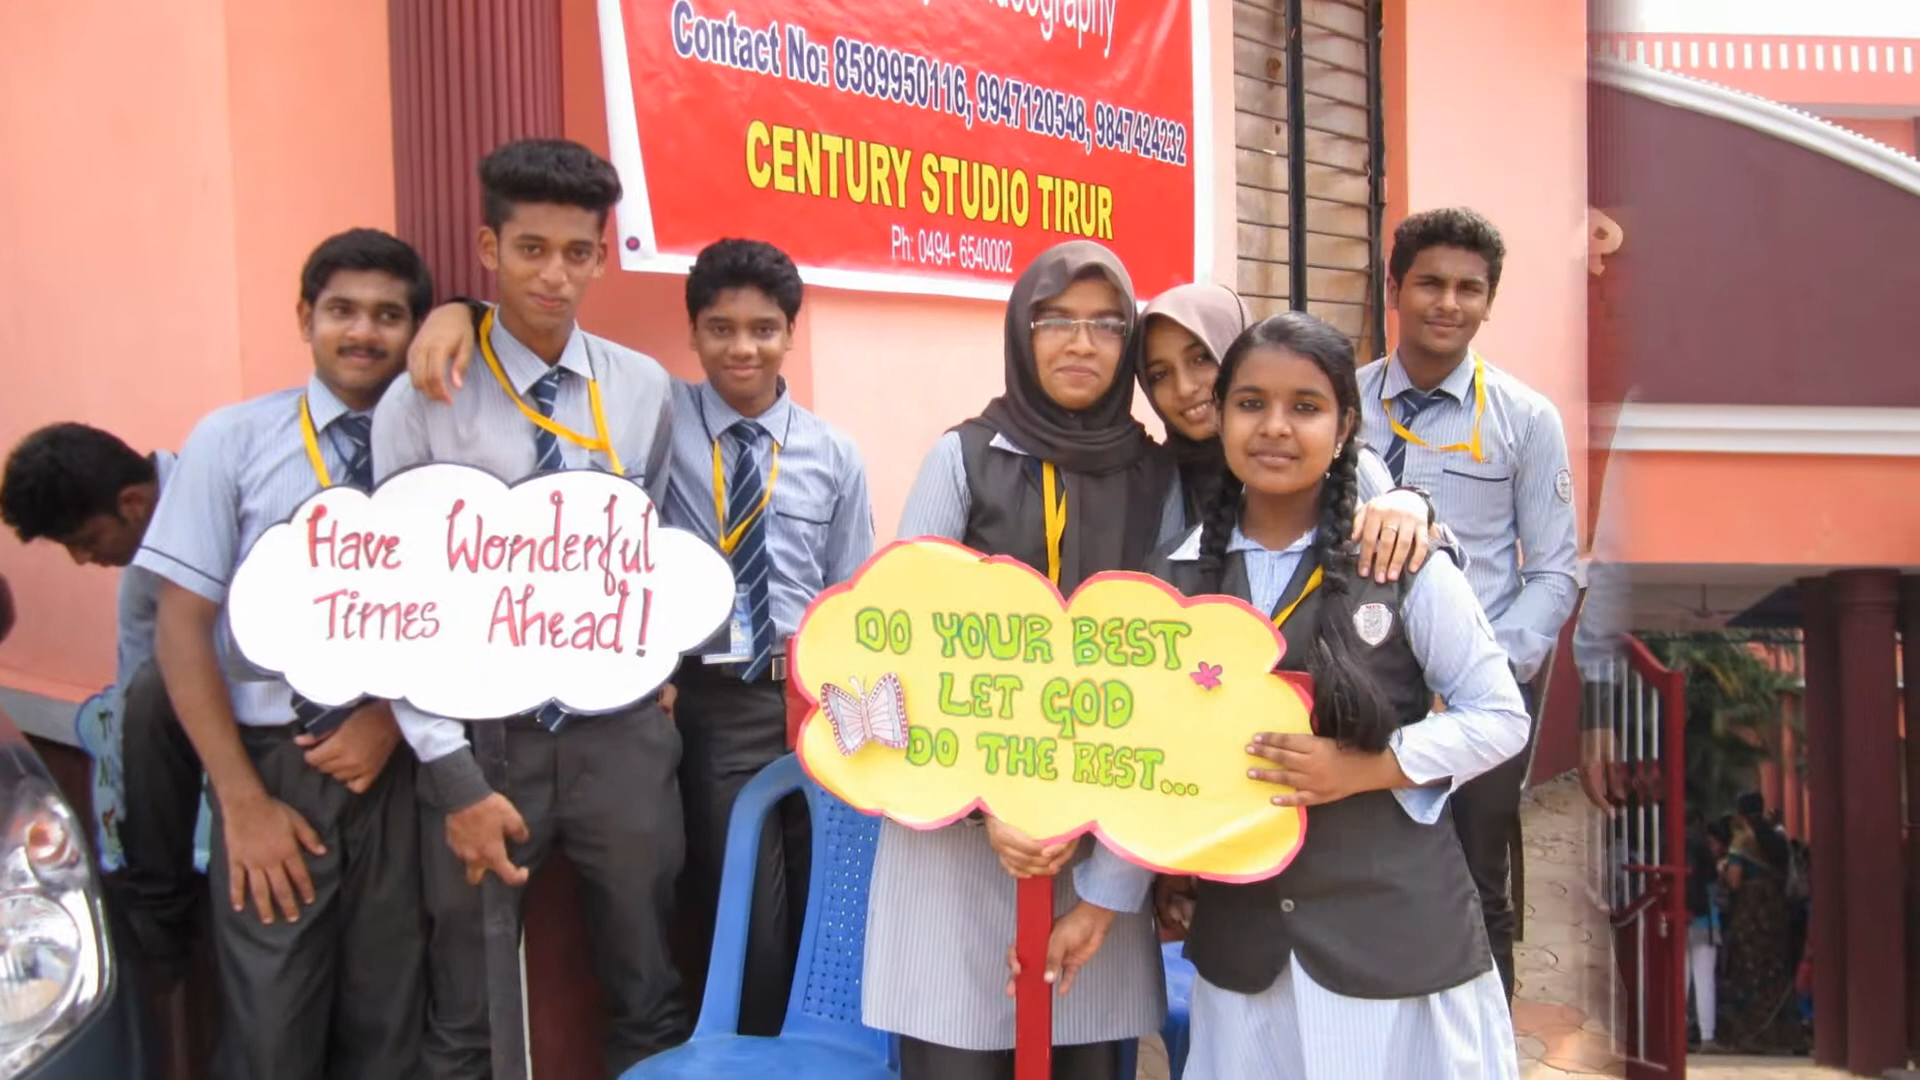 Contact No: 8589950116, 9947120548, 9847424232
CENTURY STUDIO TIRUR
Ph: 0494- 6540002
Have Wonderful
Times Ahead!
DO YOUR BEST
LET GOD
DO THE REST...